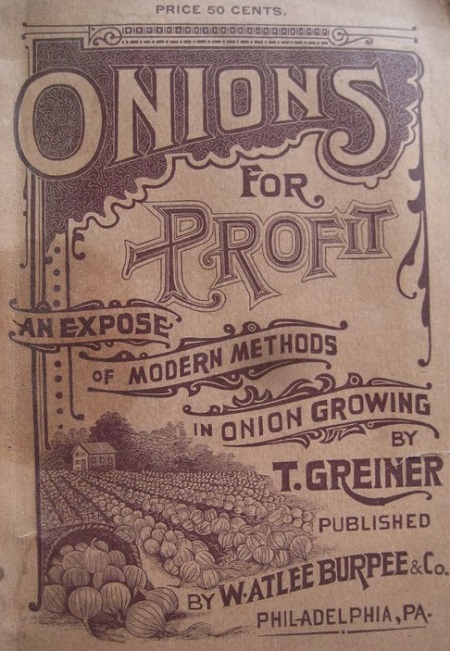 PRICE 50 CENTS.
ONIONS
FOR
PROFIT
AN EXPOSE
OF MODERN METHODS
IN ONION GROWING
BY
T. GREINER
PUBLISHED
BY W. ATLEE BURPEE & Co.
PHILADELPHIA, PA.